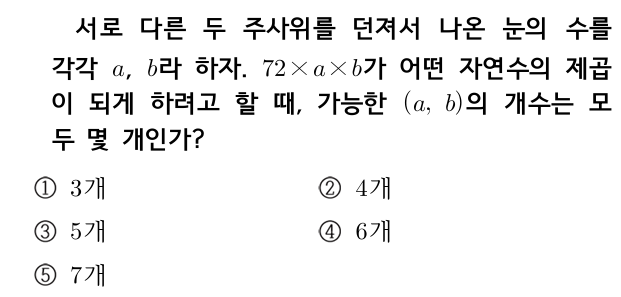 서로 다른 두 주사위를 던져서 나온 눈의 수를
각각 a, b라 하자. 72×a×b가 어떤 자연수의 제곱
이 되게 하려고 할 때, 가능한 (a, b)의 개수는 모
두 몇 개인가?
① 3개 ② 4개
③ 5개 ④ 6개
⑤ 7개